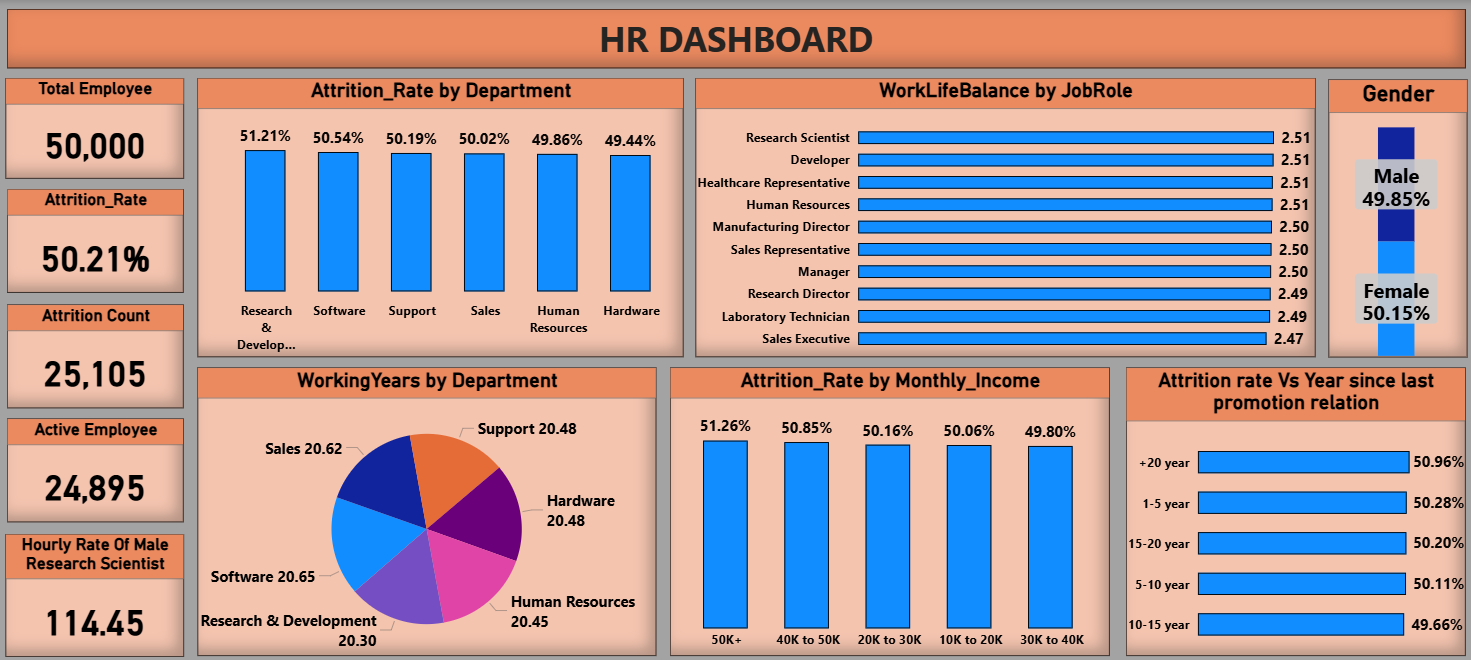 HR DASHBOARD
Total Employee
50,000
Attrition_Rate
50.21%
Attrition Count
25,105
Active Employee
24,895
Hourly Rate Of Male
Research Scientist
114.45
Attrition_Rate by Department
51.21%
50.54%
50.19%
50.02%
49.86%
49.44%
Research
&
Develop...
Software
Support
Sales
Human
Resources
Hardware
WorkLifeBalance by JobRole
Research Scientist 2.51
Developer 2.51
Healthcare Representative 2.51
Human Resources 2.51
Manufacturing Director 2.50
Sales Representative 2.50
Manager 2.50
Research Director 2.49
Laboratory Technician 2.49
Sales Executive 2.47
Gender
Male
49.85%
Female
50.15%
WorkingYears by Department
Support 20.48
Sales 20.62
Hardware
20.48
Software 20.65
Human Resources
20.45
Research & Development
20.30
Attrition_Rate by Monthly_Income
51.26%
50.85%
50.16%
50.06%
49.80%
50K+
40K to 50K
20K to 30K
10K to 20K
30K to 40K
Attrition rate Vs Year since last
promotion relation
+20 year 50.96%
1-5 year 50.28%
15-20 year 50.20%
5-10 year 50.11%
10-15 year 49.66%